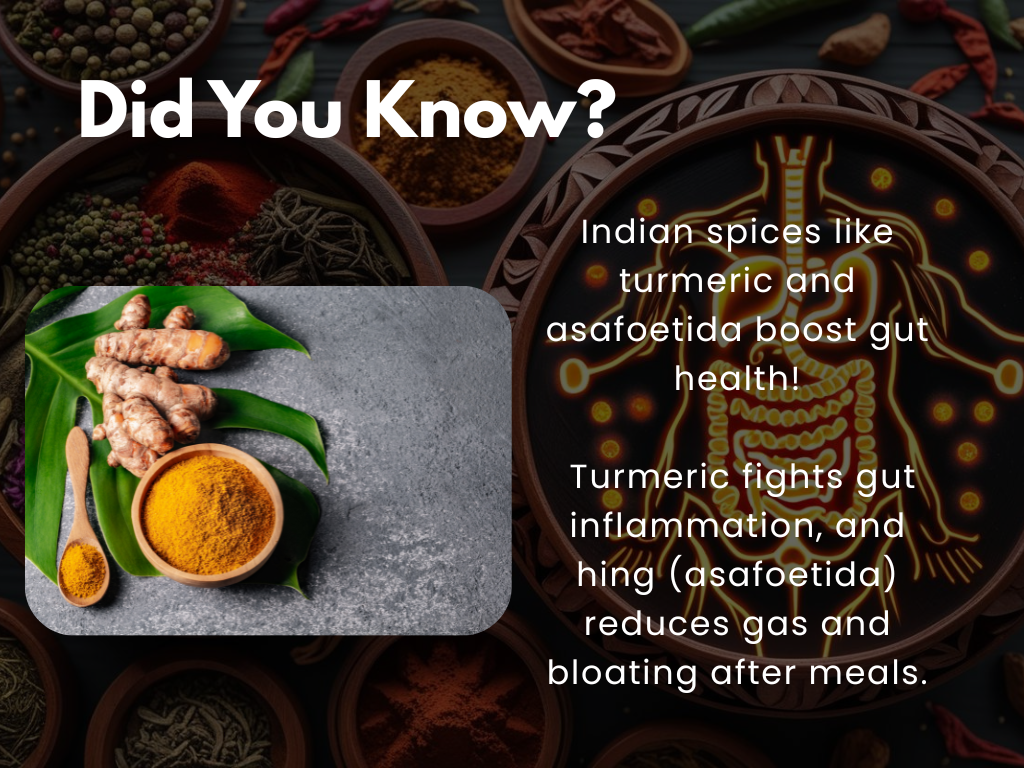 Did You Know?
Indian spices like
turmeric and
asafoetida boost gut
health!
Turmeric fights gut
inflammation, and
hing (asafoetida)
reduces gas and
bloating after meals.